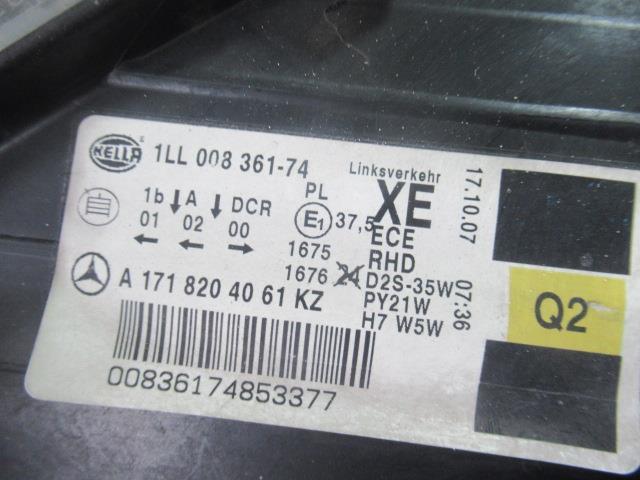 HELLA 1LL 008 361-74
Linksverkehr
17.10.07
1b A DCR
PL
XE
01 02 00
E1 37,5
ECE
1675
RHD
1676 24 D2S-35W
07:36
A 171 820 40 61 KZ
PY21W
H7 W5W
Q2
00836174853377